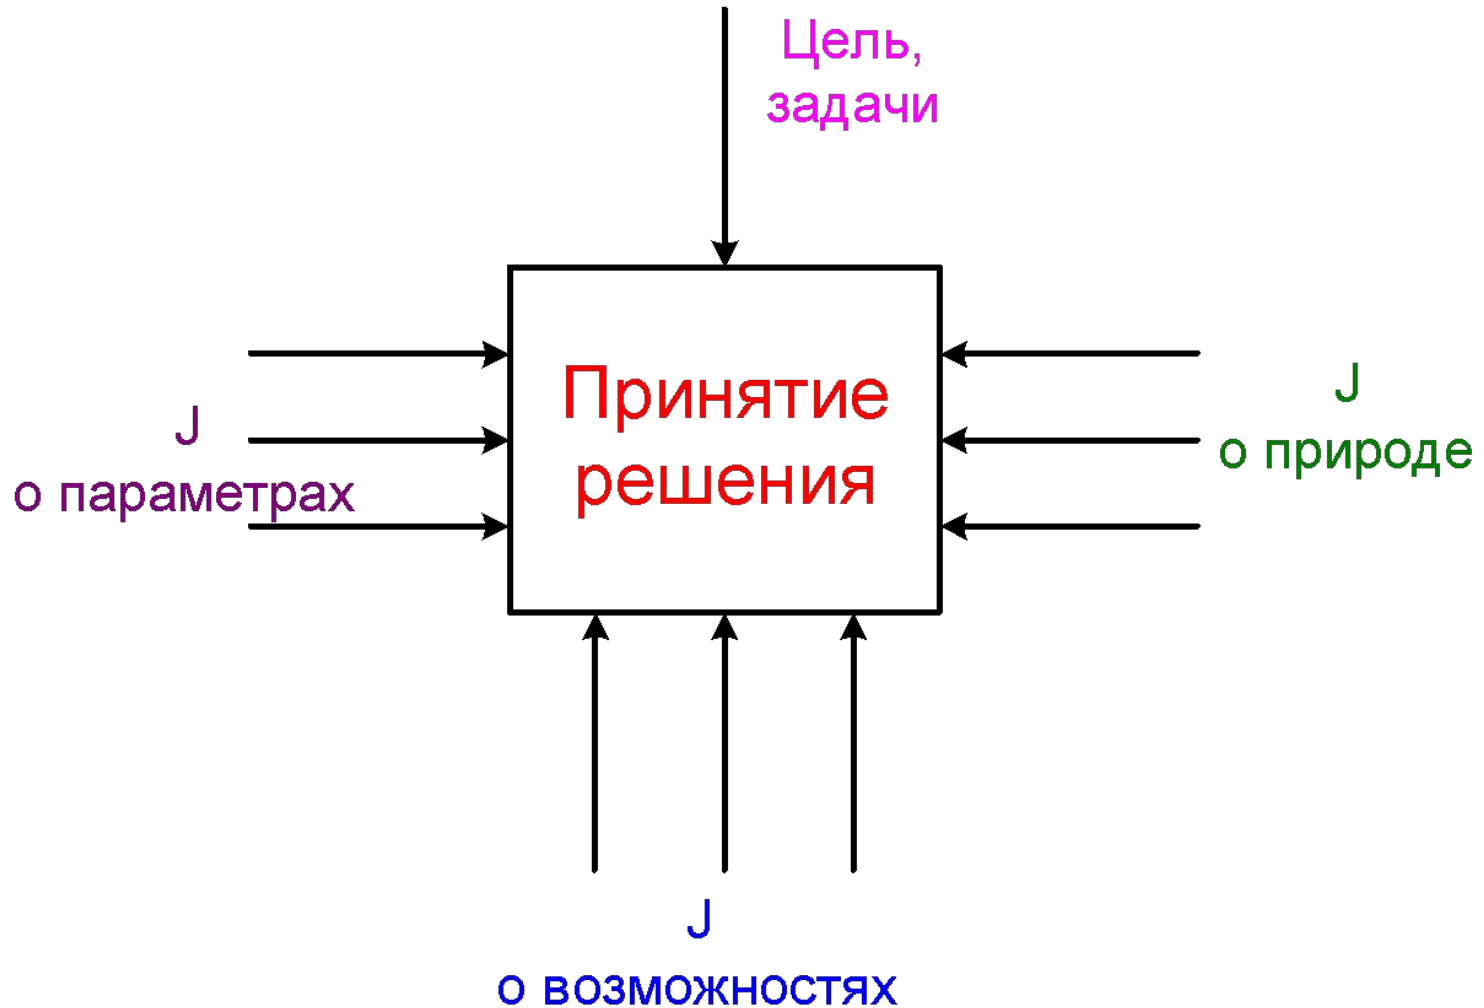 Цель,
задачи
Принятие
решения
J
о параметрах
J
о природе
J
о возможностях